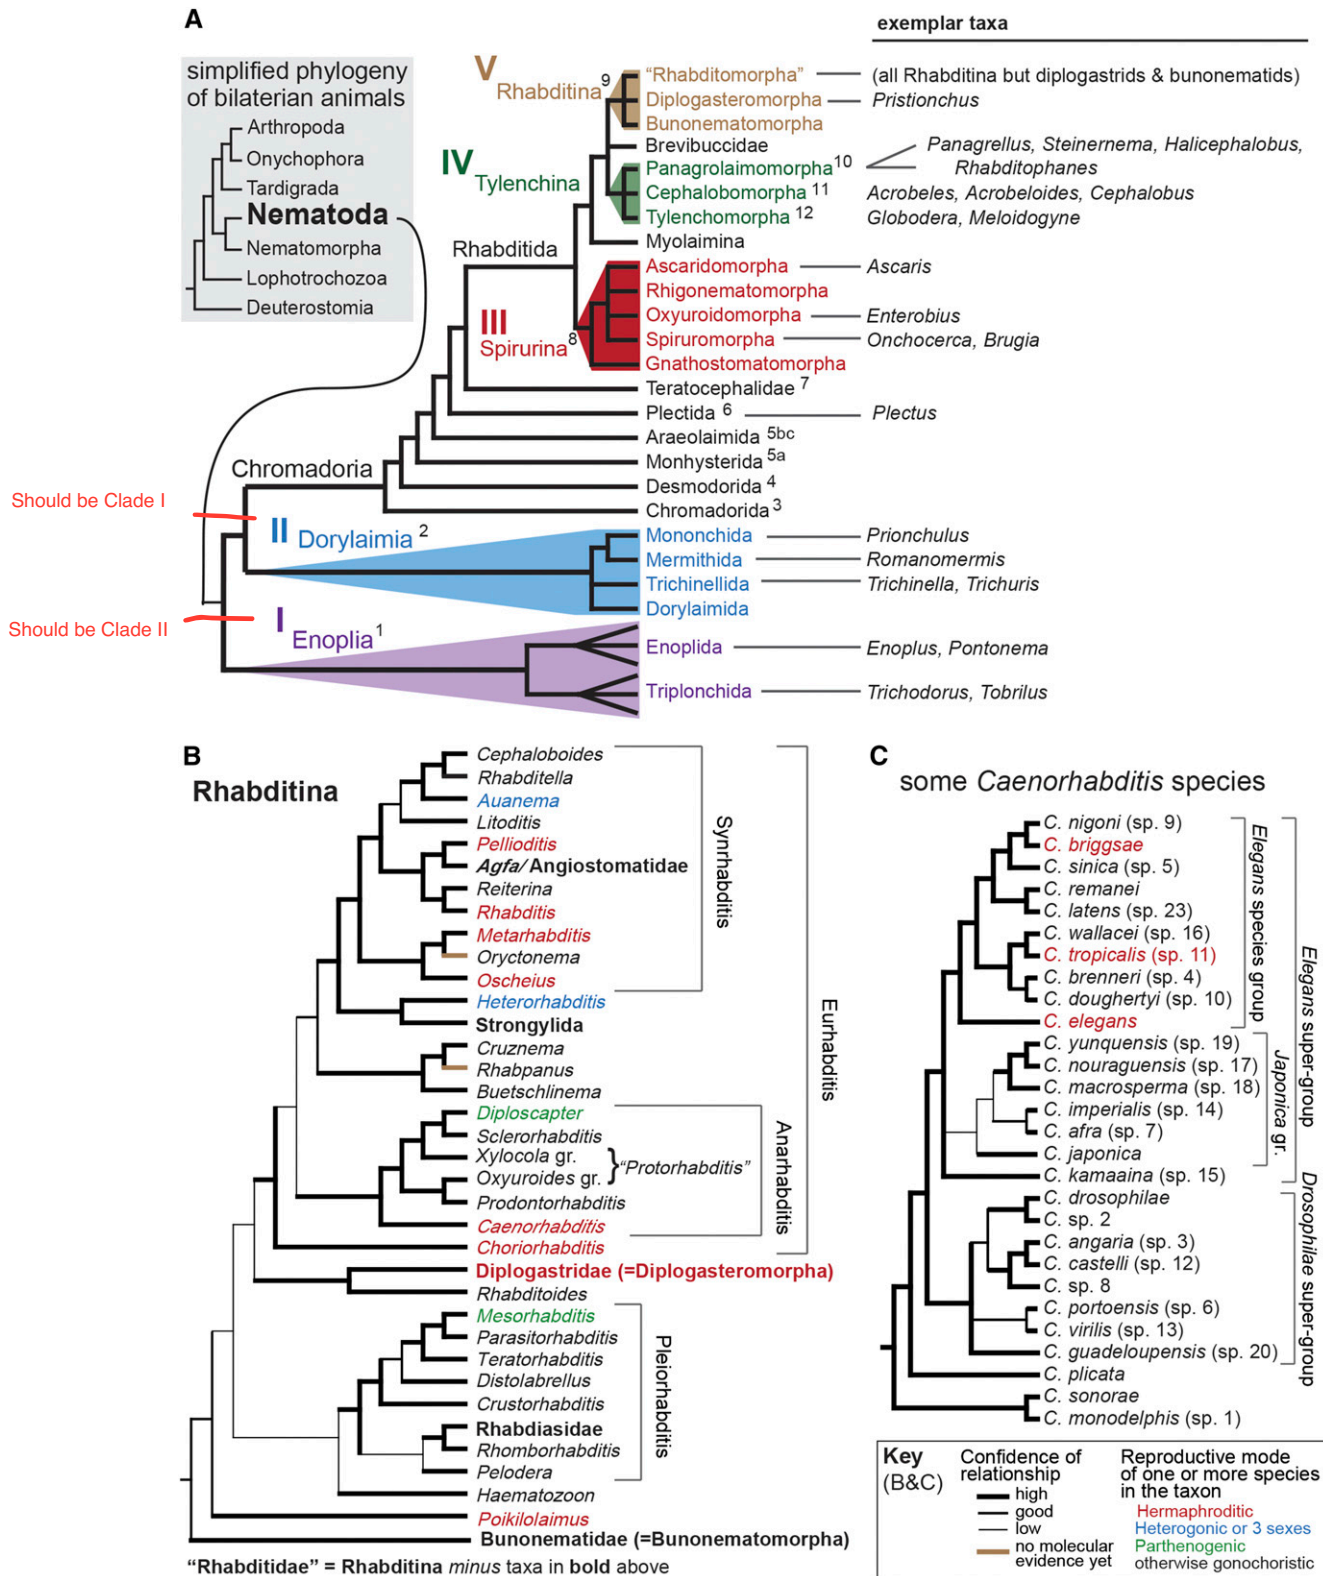 A
exemplar taxa
simplified phylogeny
of bilaterian animals
Arthropoda
Onychophora
Tardigrada
Nematoda
Nematomorpha
Lophotrochozoa
Deuterostomia
V
Rhabditina 9
IV
Tylenchina
Rhabditida
III
Spirurina 8
Chromadoria
Should be Clade I
II Dorylaimia 2
Should be Clade II
I Enoplia 1
"Rhabditomorpha" (all Rhabditina but diplogastrids & bunonematids)
Diplogasteromorpha Pristionchus
Bunonematomorpha
Brevibuccidae
Panagrolaimomorpha 10 Panagrellus, Steinernema, Halicephalobus,
Rhabditophanes
Cephalobomorpha 11 Acrobeles, Acrobeloides, Cephalobus
Tylenchomorpha 12 Globodera, Meloidogyne
Myolaimina
Ascaridomorpha Ascaris
Rhigonematomorpha
Oxyuroidomorpha Enterobius
Spiruromorpha Onchocerca, Brugia
Gnathostomatomorpha
Teratocephalidae 7
Plectida 6 Plectus
Araeolaimida 5bc
Monhysterida 5a
Desmodorida 4
Chromadorida 3
Mononchida Prionchulus
Mermithida Romanomermis
Trichinellida Trichinella, Trichuris
Dorylaimida
Enoplida Enoplus, Pontonema
Triplonchida Trichodorus, Tobrilus
B
Rhabditina
Cephaloboides
Rhabditella
Auanema
Litoditis
Pellioditis
Agfa/Angiostomatidae
Reiterina
Rhabditis
Metarhabditis
Oryctonema
Oscheius
Heterorhabditis
Strongylida
Cruznema
Rhabpanus
Buetschlinema
Diploscapter
Sclerorhabditis
Xylocola gr.
Oxyuroides gr.
"Protorhabditis"
Prodontorhabditis
Caenorhabditis
Choriorhabditis
Diplogastridae (=Diplogasteromorpha)
Rhabditoides
Mesorhabditis
Parasitorhabditis
Teratorhabditis
Distolabrellus
Crustorhabditis
Rhabdiasidae
Rhomborhabditis
Pelodera
Haematozoon
Poikilolaimus
Bunonematidae (=Bunonematomorpha)
Synrhabditis
Eurhabditis
Anarhabditis
Pleiorhabditis
"Rhabditidae" = Rhabditina minus taxa in bold above
C
some Caenorhabditis species
C. nigoni (sp. 9)
C. briggsae
C. sinica (sp. 5)
C. remanei
C. latens (sp. 23)
C. wallacei (sp. 16)
C. tropicalis (sp. 11)
C. brenneri (sp. 4)
C. doughertyi (sp. 10)
C. elegans
C. yunquensis (sp. 19)
C. nouraguensis (sp. 17)
C. macrosperma (sp. 18)
C. imperialis (sp. 14)
C. afra (sp. 7)
C. japonica
C. kamaaina (sp. 15)
C. drosophilae
C. sp. 2
C. angaria (sp. 3)
C. castelli (sp. 12)
C. sp. 8
C. portoensis (sp. 6)
C. virilis (sp. 13)
C. guadeloupensis (sp. 20)
C. plicata
C. sonorae
C. monodelphis (sp. 1)
Elegans species group
Japonica gr.
Elegans super-group
Drosophilae super-group
Key
(B&C)
Confidence of
relationship
high
good
low
no molecular
evidence yet
Reproductive mode
of one or more species
in the taxon
Hermaphroditic
Heterogonic or 3 sexes
Parthenogenic
otherwise gonochoristic